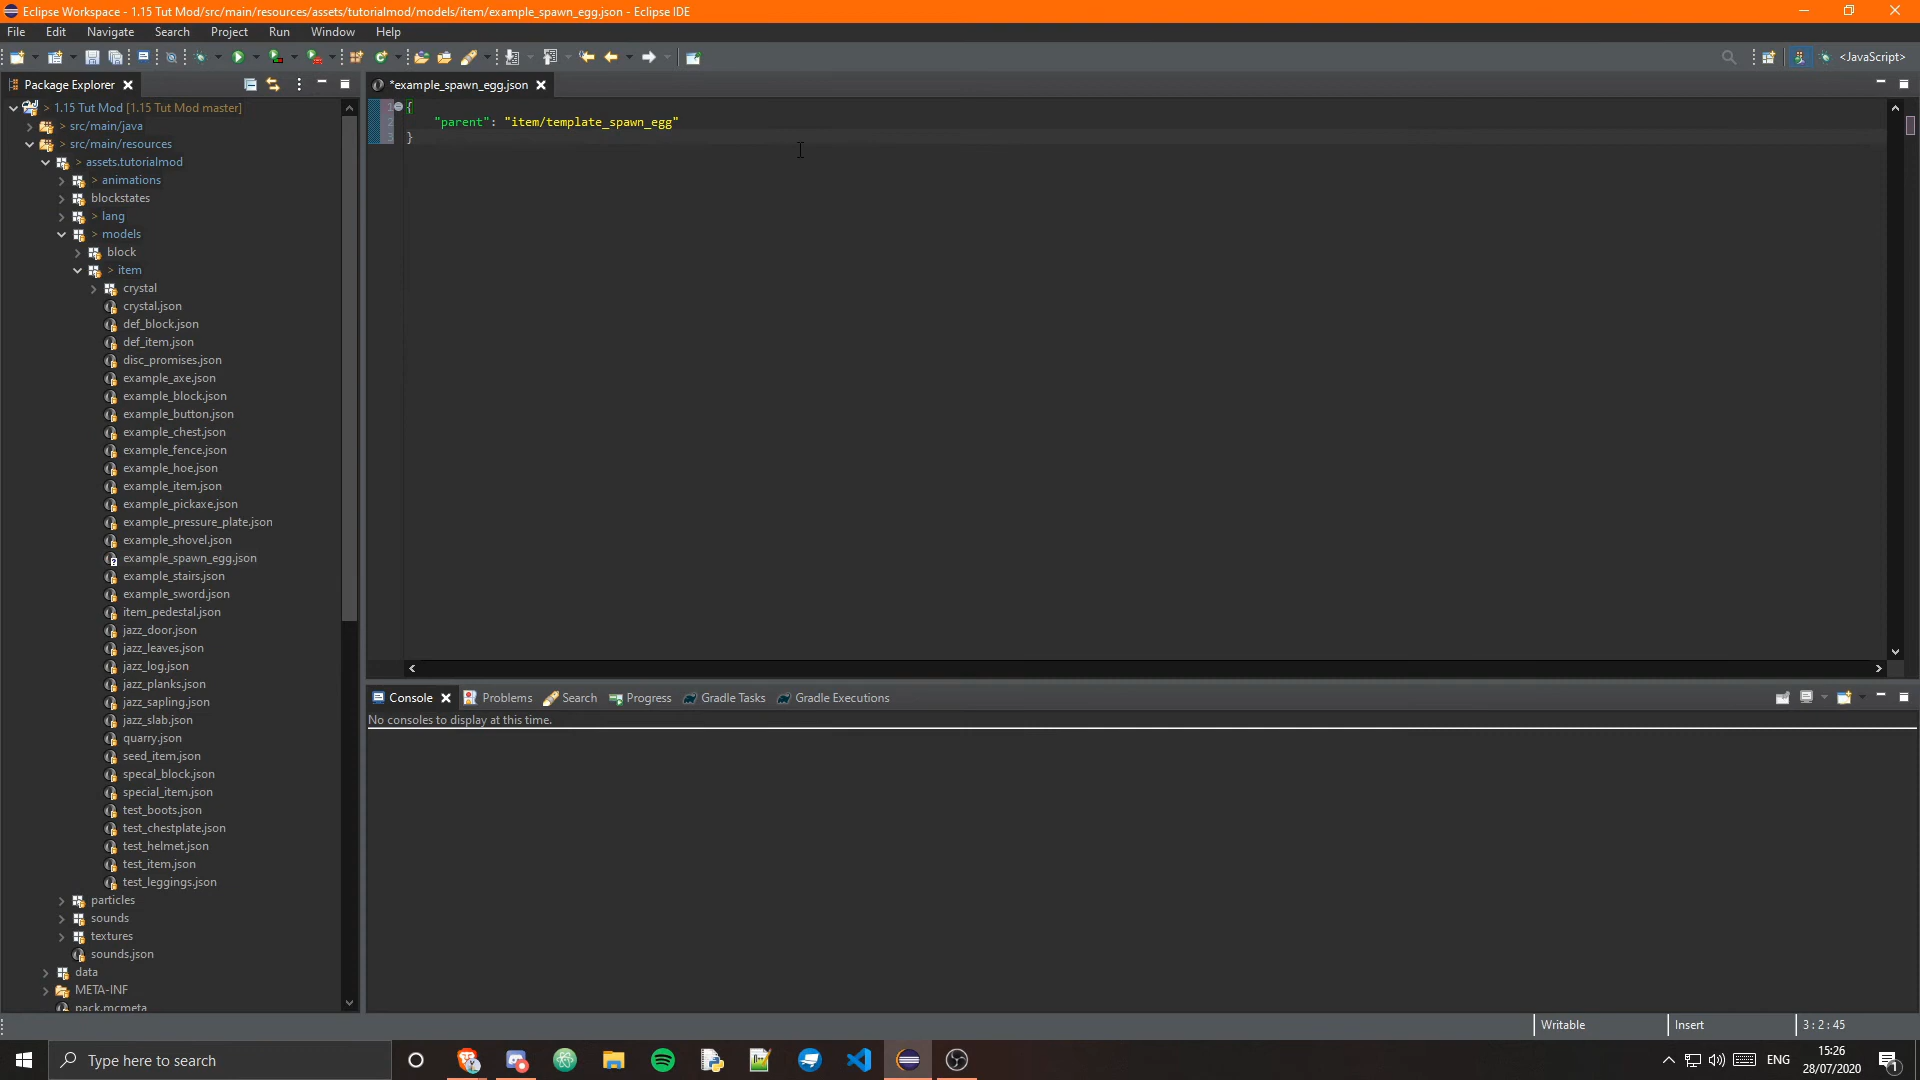 Eclipse Workspace - 1.15 Tut Mod/src/main/resources/assets/tutorialmod/models/item/example_spawn_egg.json - Eclipse IDE
File Edit Navigate Search Project Run Window Help
<JavaScript>
Package Explorer
*example_spawn_egg.json
> 1.15 Tut Mod [1.15 Tut Mod master]
> src/main/java
> src/main/resources
> assets.tutorialmod
> animations
blockstates
> lang
> models
block
> item
crystal
crystal.json
def_block.json
def_item.json
disc_promises.json
example_axe.json
example_block.json
example_button.json
example_chest.json
example_fence.json
example_hoe.json
example_item.json
example_pickaxe.json
example_pressure_plate.json
example_shovel.json
example_spawn_egg.json
example_stairs.json
example_sword.json
item_pedestal.json
jazz_door.json
jazz_leaves.json
jazz_log.json
jazz_planks.json
jazz_sapling.json
jazz_slab.json
quarry.json
seed_item.json
specal_block.json
special_item.json
test_boots.json
test_chestplate.json
test_helmet.json
test_item.json
test_leggings.json
particles
sounds
textures
sounds.json
data
META-INF
pack.mcmeta
1 {
2 "parent": "item/template_spawn_egg"
3 }
Console Problems Search Progress Gradle Tasks Gradle Executions
No consoles to display at this time.
Writable Insert 3 : 2 : 45
Type here to search
ENG
15:26
28/07/2020
1